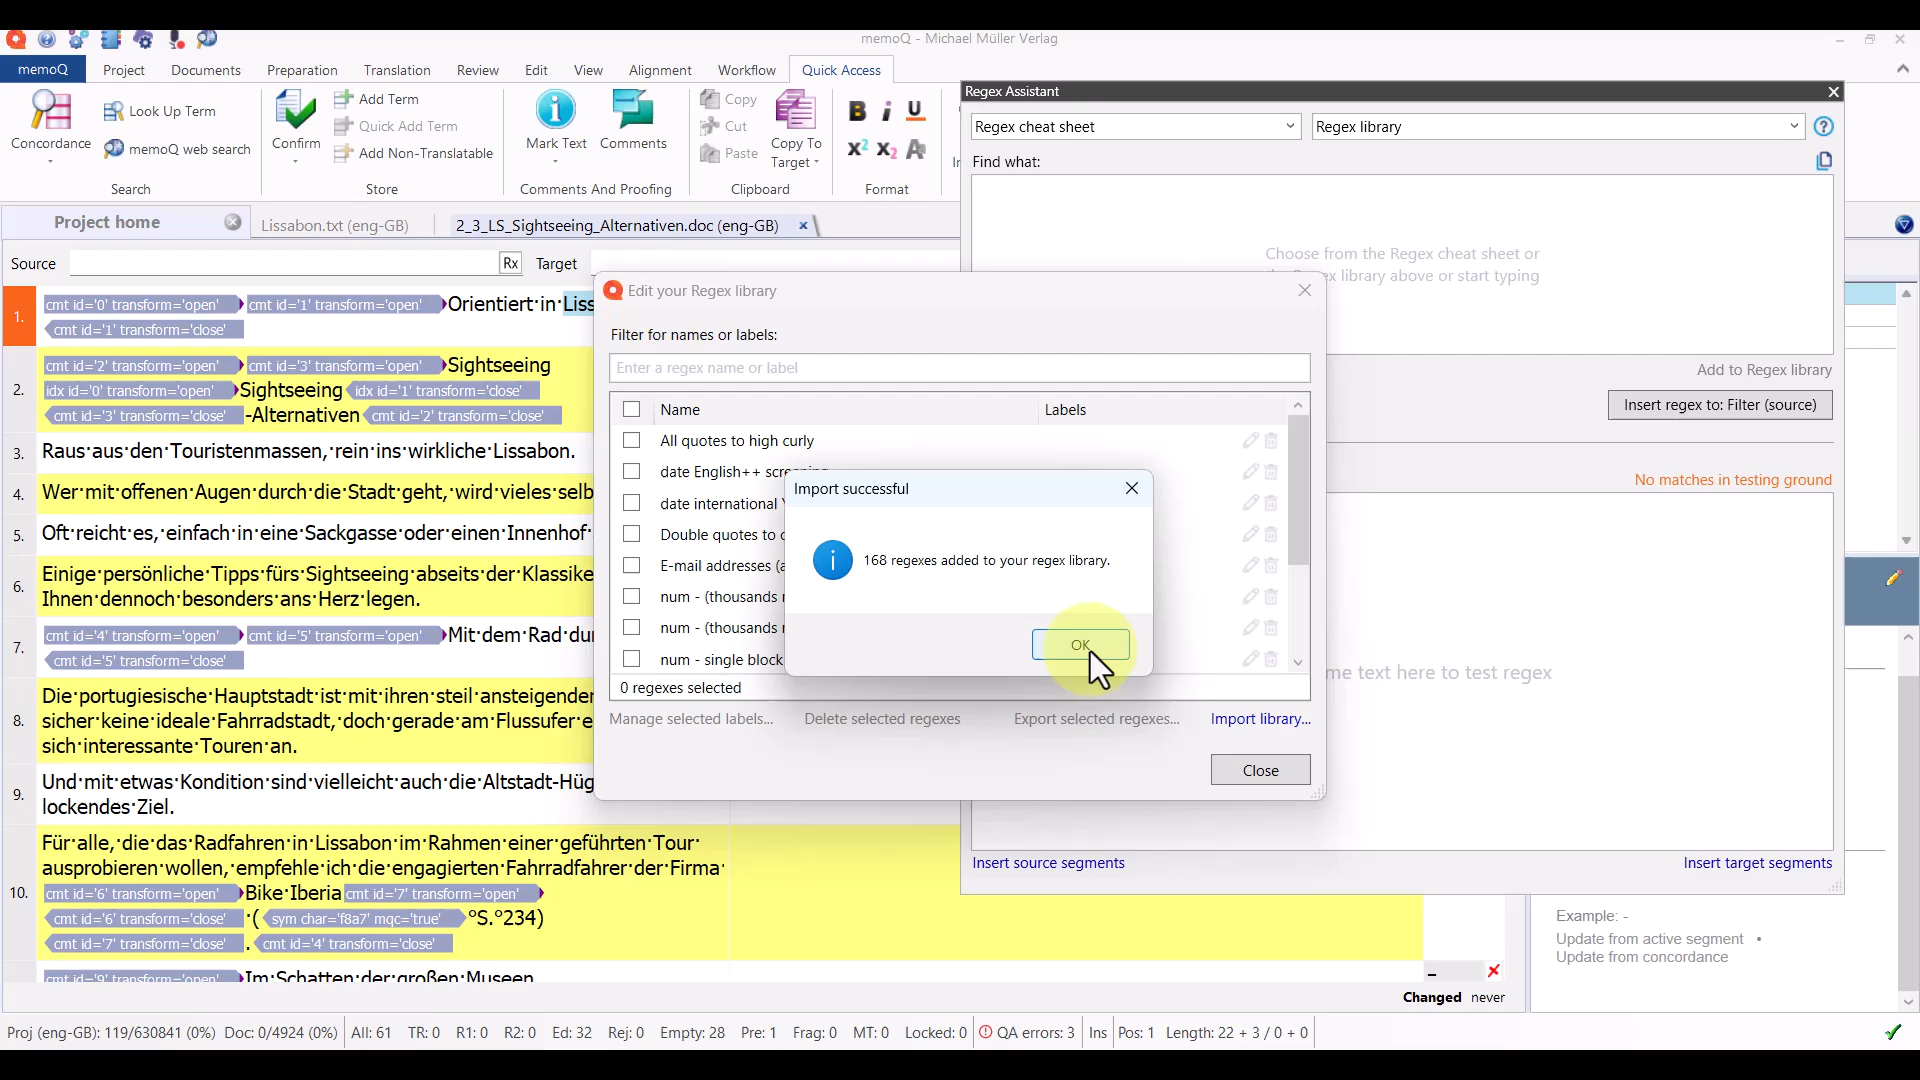 memoQ - Michael Müller Verlag
memoQ Project Documents Preparation Translation Review Edit View Alignment Workflow Quick Access
Concordance
Look Up Term
memoQ web search
Search
Confirm
Add Term
Quick Add Term
Add Non-Translatable
Store
Mark Text
Comments
Comments And Proofing
Copy
Cut
Paste
Copy To
Target
Clipboard
B i U
x² x₂ A
Format
Regex Assistant
Regex cheat sheet
Regex library
Find what:
Choose from the Regex cheat sheet or
library above or start typing
Add to Regex library
Insert regex to: Filter (source)
No matches in testing ground
me text here to test regex
Insert source segments
Insert target segments
Project home
Lissabon.txt (eng-GB)
2_3_LS_Sightseeing_Alternativen.doc (eng-GB)
Source
Rx
Target
1. cmt id='0' transform='open' cmt id='1' transform='open' Orientiert·in·Liss
cmt id='1' transform='close'
2. cmt id='2' transform='open' cmt id='3' transform='open' Sightseeing
idx id='0' transform='open' Sightseeing idx id='1' transform='close'
cmt id='3' transform='close' -Alternativen cmt id='2' transform='close'
3. Raus·aus·den·Touristenmassen,·rein·ins·wirkliche·Lissabon.
4. Wer·mit·offenen·Augen·durch·die·Stadt·geht,·wird·vieles·selb
5. Oft·reicht·es,·einfach·in·eine·Sackgasse·oder·einen·Innenhof·
6. Einige·persönliche·Tipps·fürs·Sightseeing·abseits·der·Klassike
Ihnen·dennoch·besonders·ans·Herz·legen.
7. cmt id='4' transform='open' cmt id='5' transform='open' Mit·dem·Rad·du
cmt id='5' transform='close'
8. Die·portugiesische·Hauptstadt·ist·mit·ihren·steil·ansteigender
sicher·keine·ideale·Fahrradstadt,·doch·gerade·am·Flussufer·e
sich·interessante·Touren·an.
9. Und·mit·etwas·Kondition·sind·vielleicht·auch·die·Altstadt-Hüg
lockendes·Ziel.
10. Für·alle,·die·das·Radfahren·in·Lissabon·im·Rahmen·einer·geführten·Tour·
ausprobieren·wollen,·empfehle·ich·die·engagierten·Fahrradfahrer·der·Firma·
cmt id='6' transform='open' Bike·Iberia cmt id='7' transform='open'
cmt id='6' transform='close' ·( sym char='f8a7' mqc='true' °S.°234)
cmt id='7' transform='close' . cmt id='4' transform='close'
cmt id='9' transform='open' Im·Schatten·der·großen·Museen
Edit your Regex library
Filter for names or labels:
Enter a regex name or label
Name Labels
All quotes to high curly
date English++ screening
date international
Double quotes to
E-mail addresses
num - (thousands
num - (thousands
num - single block
0 regexes selected
Manage selected labels... Delete selected regexes Export selected regexes... Import library...
Close
Import successful
168 regexes added to your regex library.
OK
Example: -
Update from active segment •
Update from concordance
Changed never
Proj (eng-GB): 119/630841 (0%) Doc: 0/4924 (0%) All: 61 TR: 0 R1: 0 R2: 0 Ed: 32 Rej: 0 Empty: 28 Pre: 1 Frag: 0 MT: 0 Locked: 0 QA errors: 3 Ins Pos: 1 Length: 22 + 3 / 0 + 0